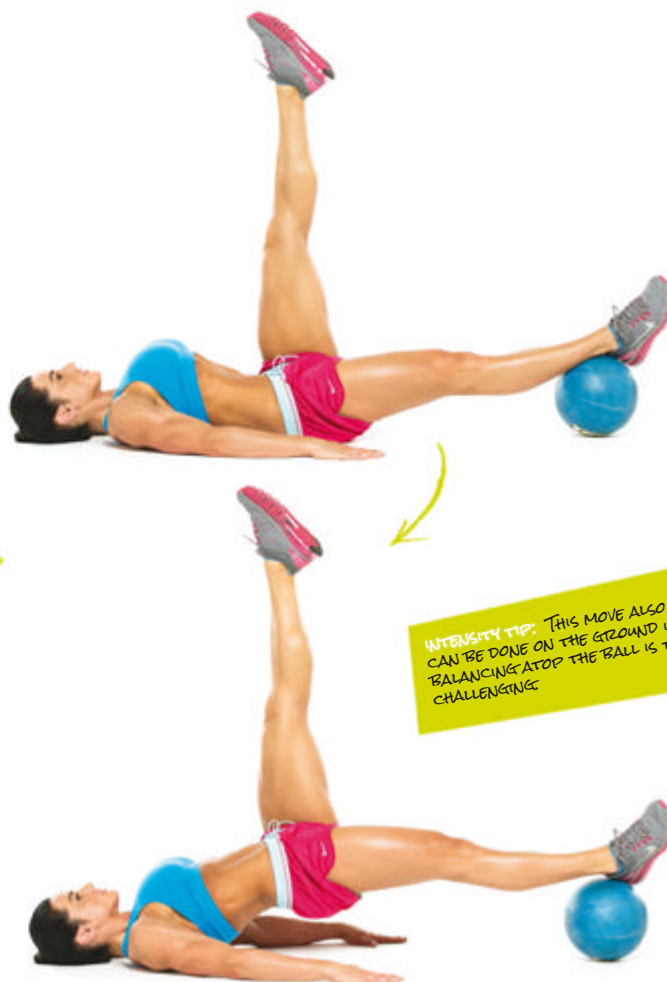 INTENSITY TIP: THIS MOVE ALSO
CAN BE DONE ON THE GROUND
BALANCING ATOP THE BALL IS
CHALLENGING.